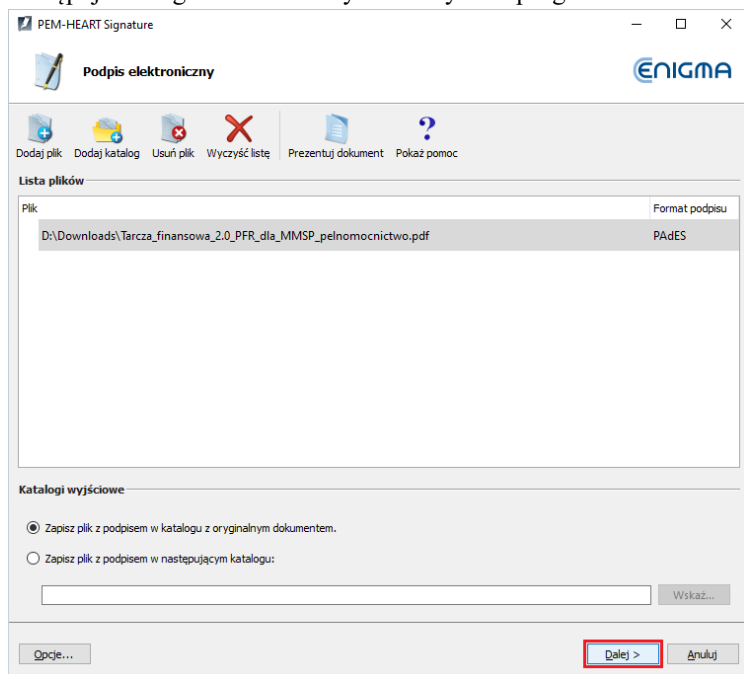 PEM-HEART Signature
Podpis elektroniczny
ENIGMA
Dodaj plik Dodaj katalog Usuń plik Wyczyść listę Prezentuj dokument Pokaż pomoc
Lista plików
Plik Format podpisu
D:\Downloads\Tarcza_finansowa_2.0_PFR_dla_MMSP_pelnomocnictwo.pdf PAdES
Katalogi wyjściowe
Zapisz plik z podpisem w katalogu z oryginalnym dokumentem.
Zapisz plik z podpisem w następującym katalogu:
Wskaż...
Opcje... Dalej > Anuluj